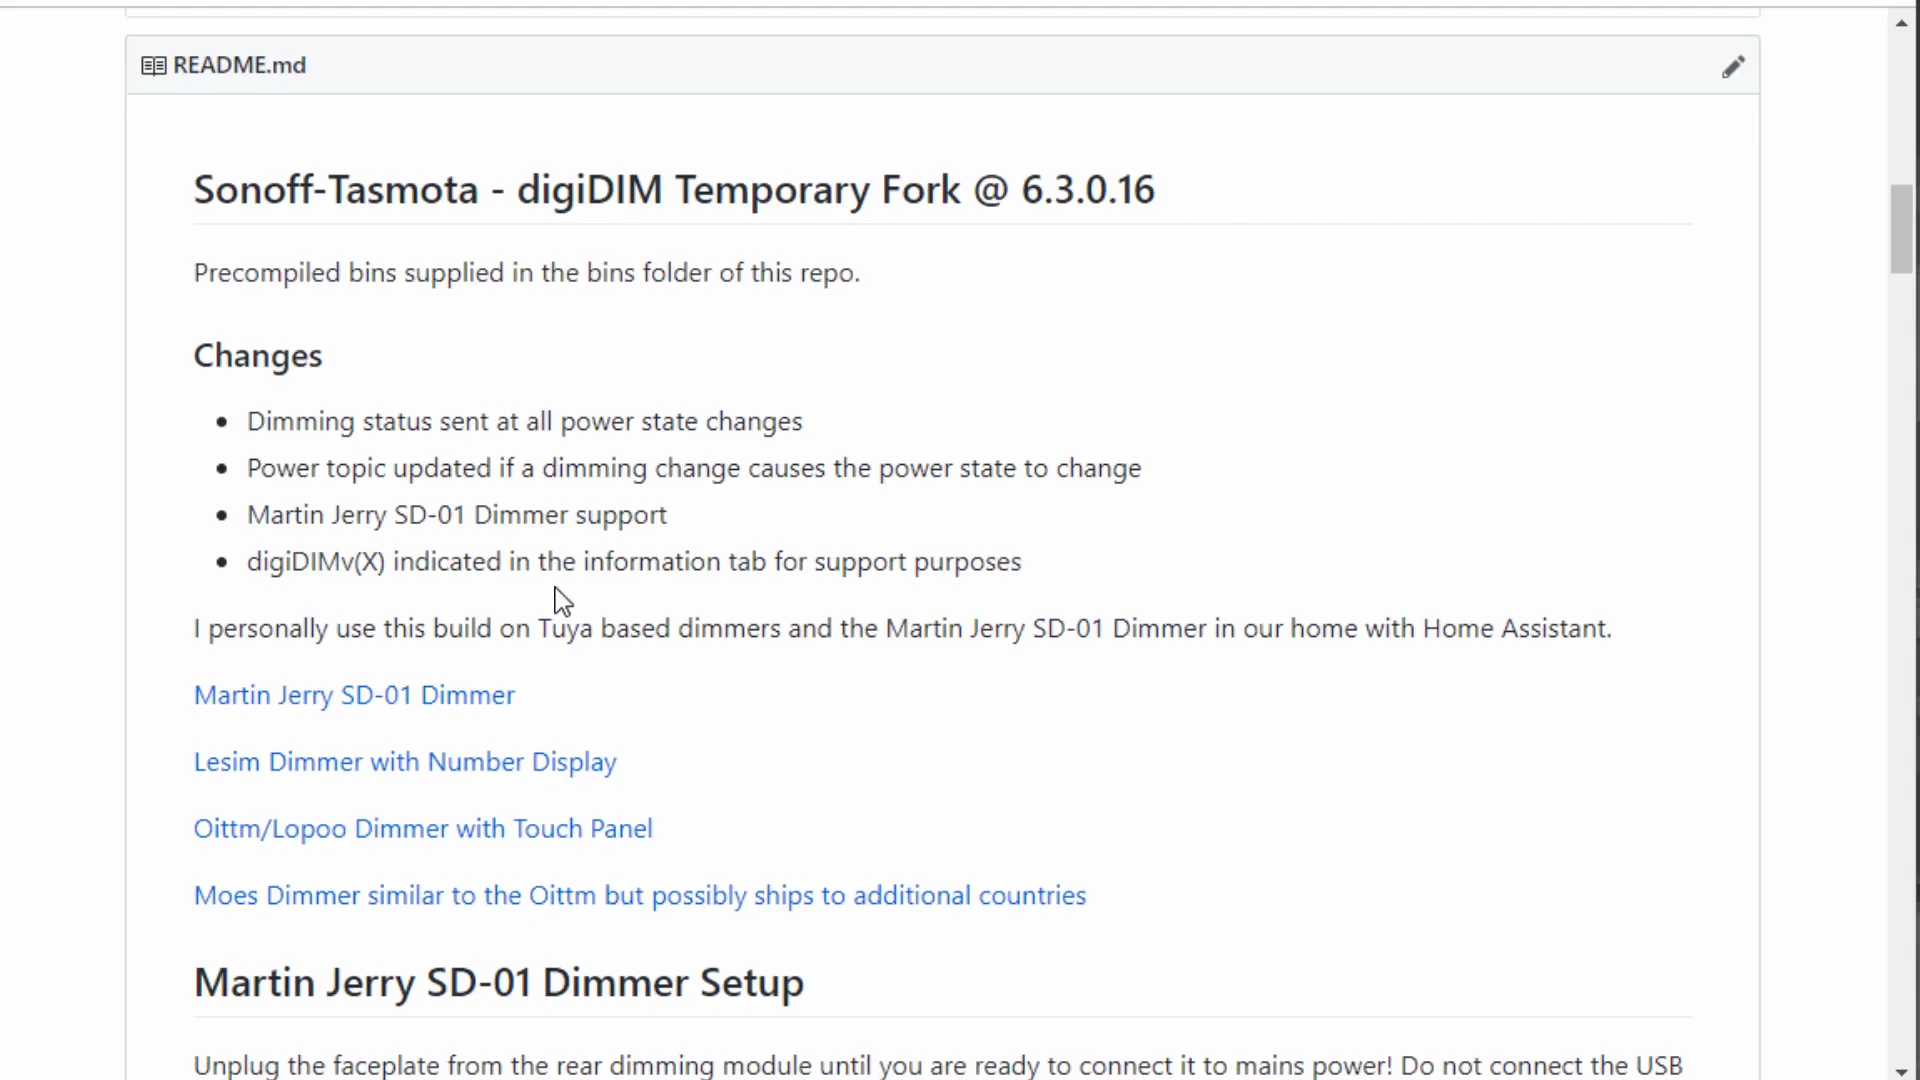 README.md
Sonoff-Tasmota - digiDIM Temporary Fork @ 6.3.0.16
Precompiled bins supplied in the bins folder of this repo.
Changes
Dimming status sent at all power state changes
Power topic updated if a dimming change causes the power state to change
Martin Jerry SD-01 Dimmer support
digiDIMv(X) indicated in the information tab for support purposes
I personally use this build on Tuya based dimmers and the Martin Jerry SD-01 Dimmer in our home with Home Assistant.
Martin Jerry SD-01 Dimmer
Lesim Dimmer with Number Display
Oittm/Lopoo Dimmer with Touch Panel
Moes Dimmer similar to the Oittm but possibly ships to additional countries
Martin Jerry SD-01 Dimmer Setup
Unplug the faceplate from the rear dimming module until you are ready to connect it to mains power! Do not connect the USB